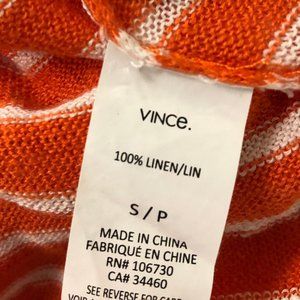 VINCe.
100% LINEN/LIN
S / P
MADE IN CHINA
FABRIQUÉ EN CHINE
RN# 106730
CA# 34460
SEE REVERSE FOR CARE